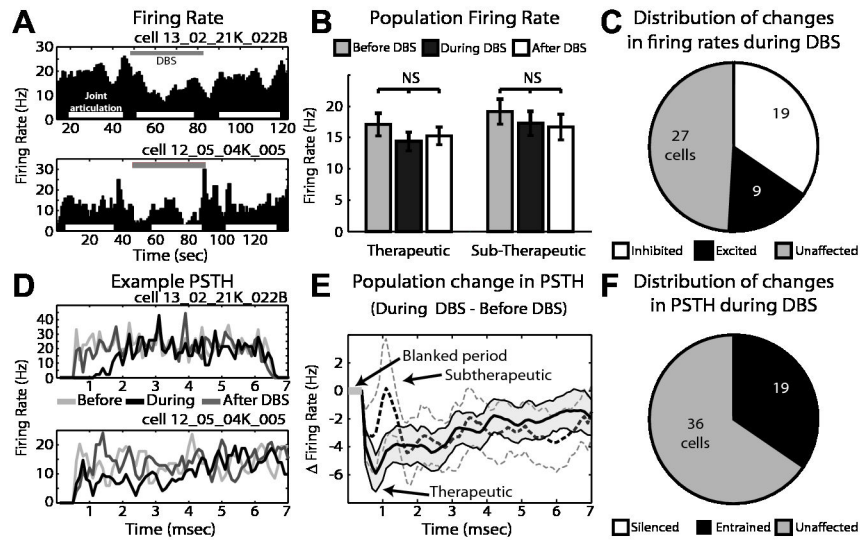 A
Firing Rate
cell 13_02_21K_022B
DBS
Joint
articulation
Firing Rate (Hz)
30
20
10
0
20 40 60 80 100 120
cell 12_05_04K_005
30
20
10
0
20 40 60 80 100 120
Time (sec)
B
Population Firing Rate
Before DBS During DBS After DBS
NS NS
Firing Rate (Hz)
20
15
10
5
0
Therapeutic Sub-Therapeutic
C
Distribution of changes
in firing rates during DBS
19
27
cells
9
Inhibited Excited Unaffected
D
Example PSTH
cell 13_02_21K_022B
Firing Rate (Hz)
40
20
0
1 2 3 4 5 6 7
Before During After DBS
cell 12_05_04K_005
20
10
0
1 2 3 4 5 6 7
Time (msec)
E
Population change in PSTH
(During DBS - Before DBS)
Blanked period
Subtherapeutic
Therapeutic
Δ Firing Rate (Hz)
2
0
-2
-4
-6
1 2 3 4 5 6 7
Time (msec)
F
Distribution of changes
in PSTH during DBS
19
36
cells
Silenced Entrained Unaffected